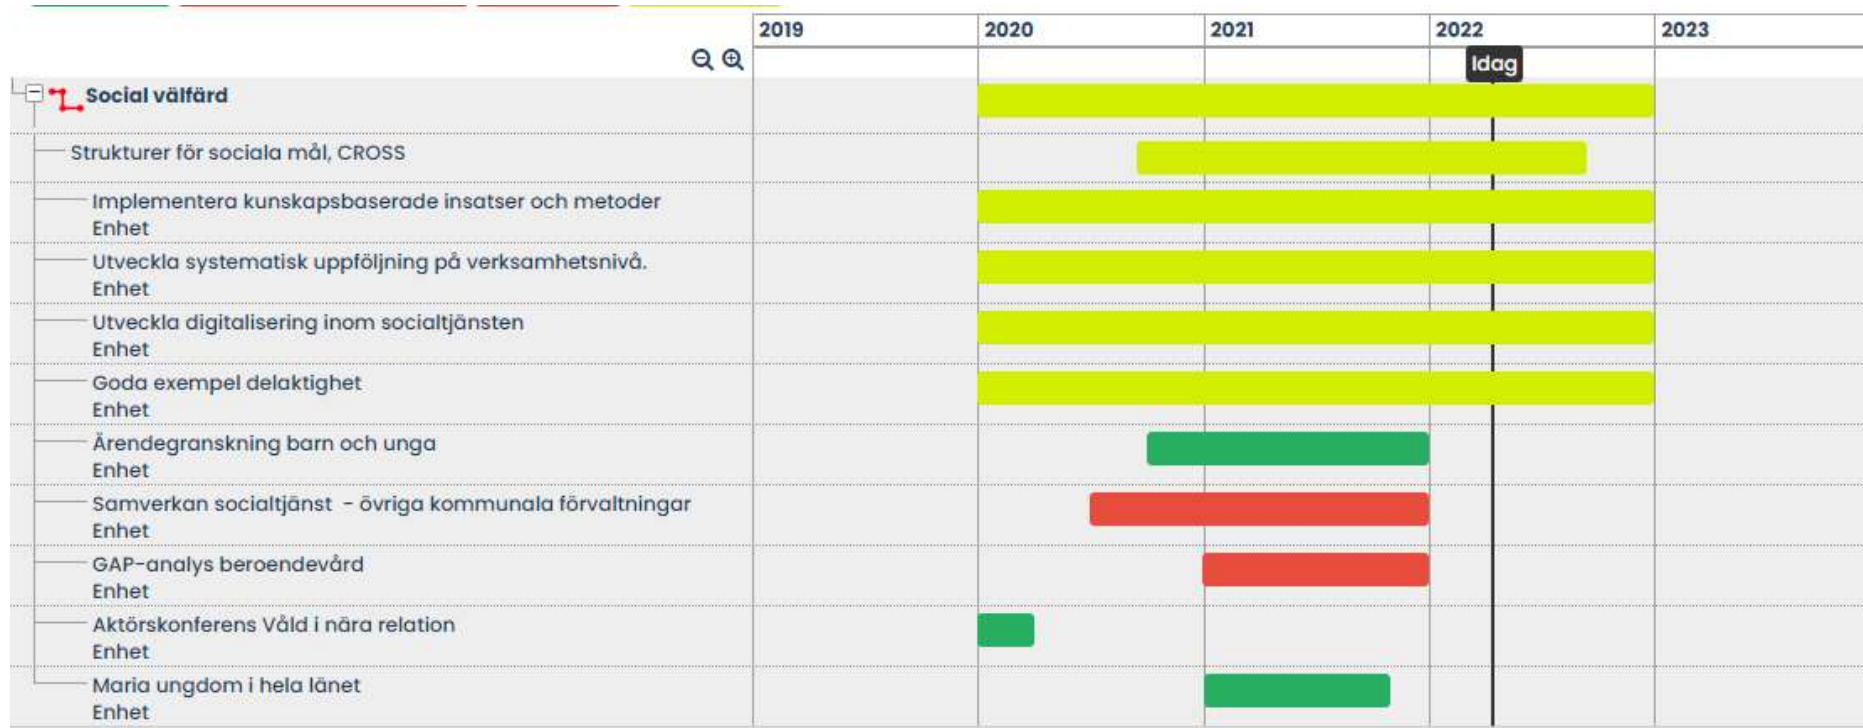 2019 2020 2021 2022 2023
Idag
Social välfärd
Strukturer för sociala mål, CROSS
Implementera kunskapsbaserade insatser och metoder
Enhet
Utveckla systematisk uppföljning på verksamhetsnivå.
Enhet
Utveckla digitalisering inom socialtjänsten
Enhet
Goda exempel delaktighet
Enhet
Ärendegranskning barn och unga
Enhet
Samverkan socialtjänst - övriga kommunala förvaltningar
Enhet
GAP-analys beroendevård
Enhet
Aktörskonferens Våld i nära relation
Enhet
Maria ungdom i hela länet
Enhet